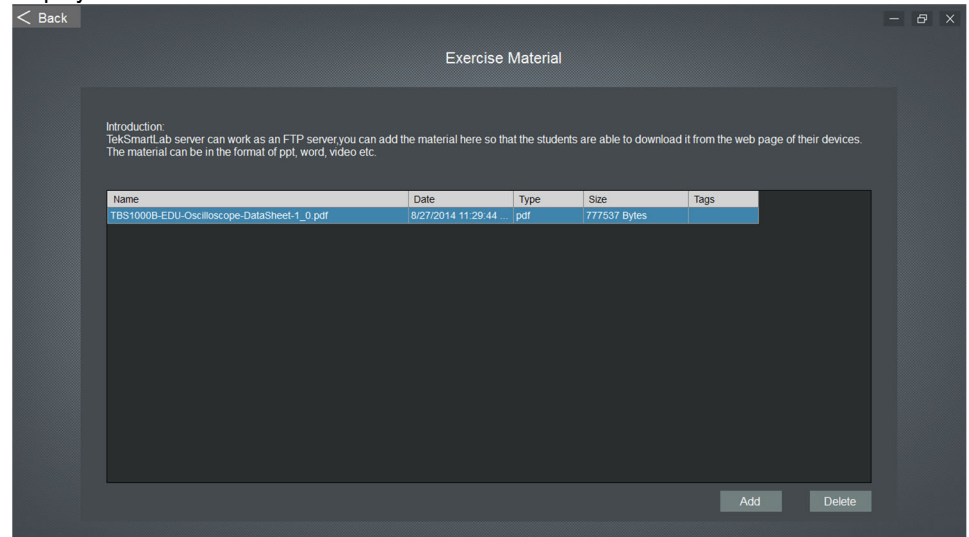 < Back
Exercise Material
Introduction:
TekSmartLab server can work as an FTP server,you can add the material here so that the students are able to download it from the web page of their devices.
The material can be in the format of ppt, word, video etc.
Name Date Type Size Tags
TBS1000B-EDU-Oscilloscope-DataSheet-1_0.pdf 8/27/2014 11:29:44 ... pdf 777537 Bytes
Add Delete